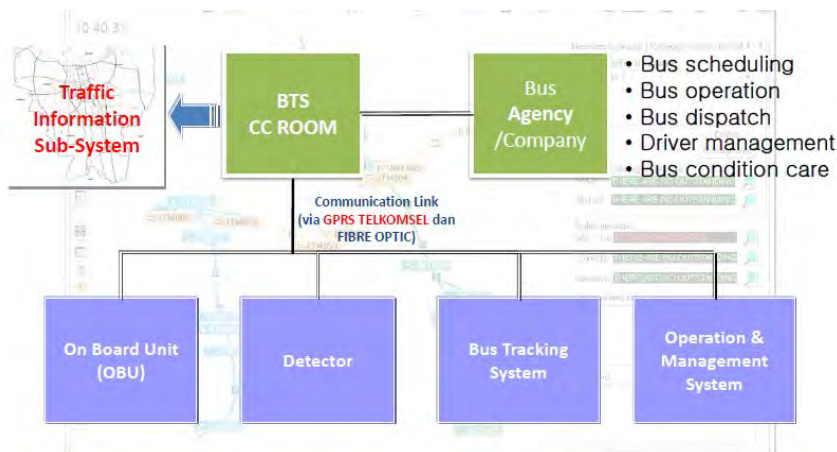 10 40 3
Traffic
Information
Sub-System
BTS
CC ROOM
Bus
Agency
/Company
• Bus scheduling
• Bus operation
• Bus dispatch
• Driver management
• Bus condition care
Communication Link
(via GPRS TELKOMSEL dan
FIBRE OPTIC)
On Board Unit
(OBU)
Detector
Bus Tracking
System
Operation &
Management
System